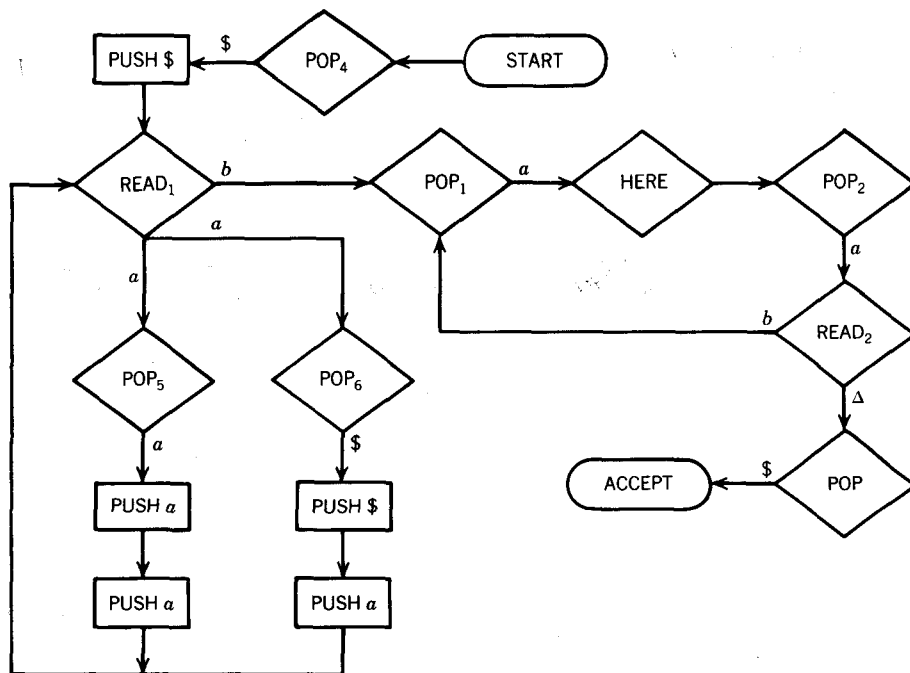 PUSH $
$
POP₄
START
READ₁
b
POP₁
a
HERE
POP₂
a
a
a
b
READ₂
POP₅
POP₆
Δ
a
$
PUSH a
PUSH $
ACCEPT
$
POP
PUSH a
PUSH a